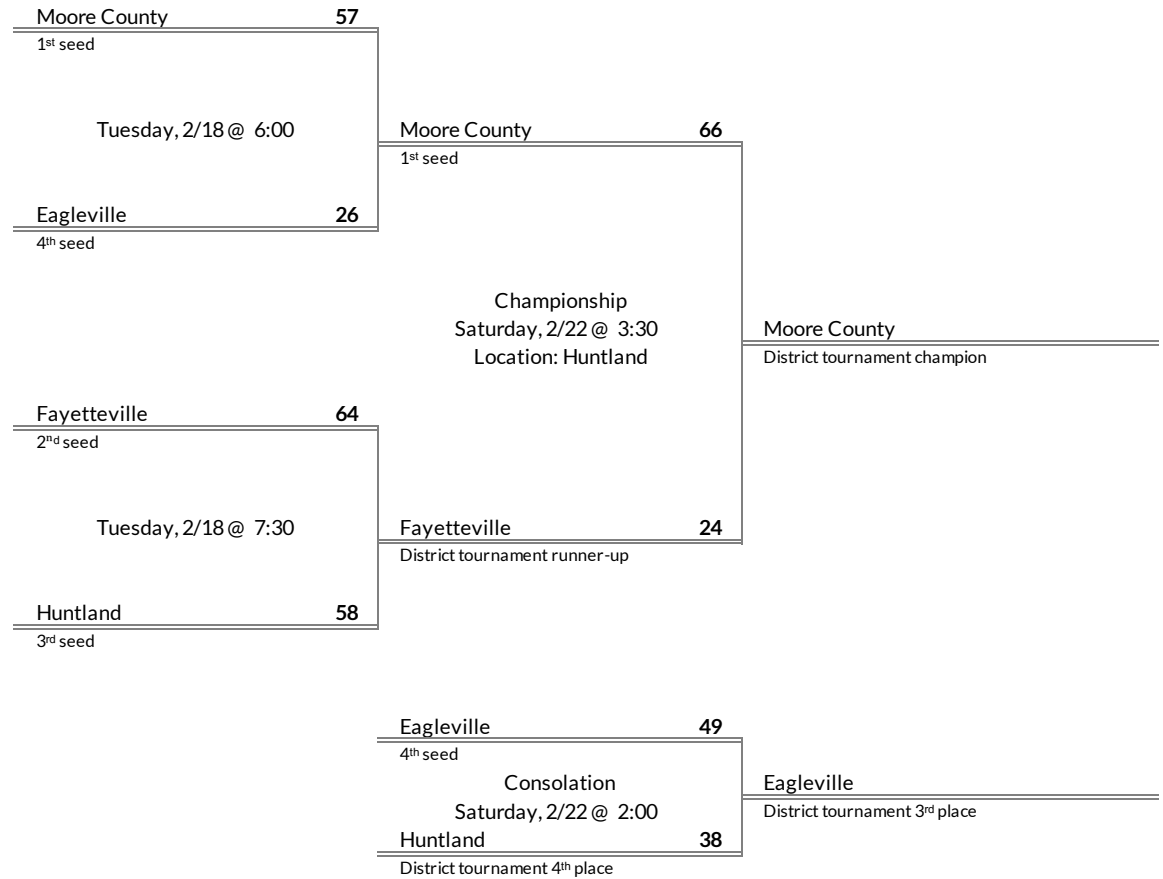 Moore County 57
1st seed
Tuesday, 2/18 @ 6:00
Eagleville 26
4th seed
Moore County 66
1st seed
Championship
Saturday, 2/22 @ 3:30
Location: Huntland
Moore County
District tournament champion
Fayetteville 64
2nd seed
Tuesday, 2/18 @ 7:30
Huntland 58
3rd seed
Fayetteville 24
District tournament runner-up
Eagleville 49
4th seed
Consolation
Saturday, 2/22 @ 2:00
Huntland 38
District tournament 4th place
Eagleville
District tournament 3rd place